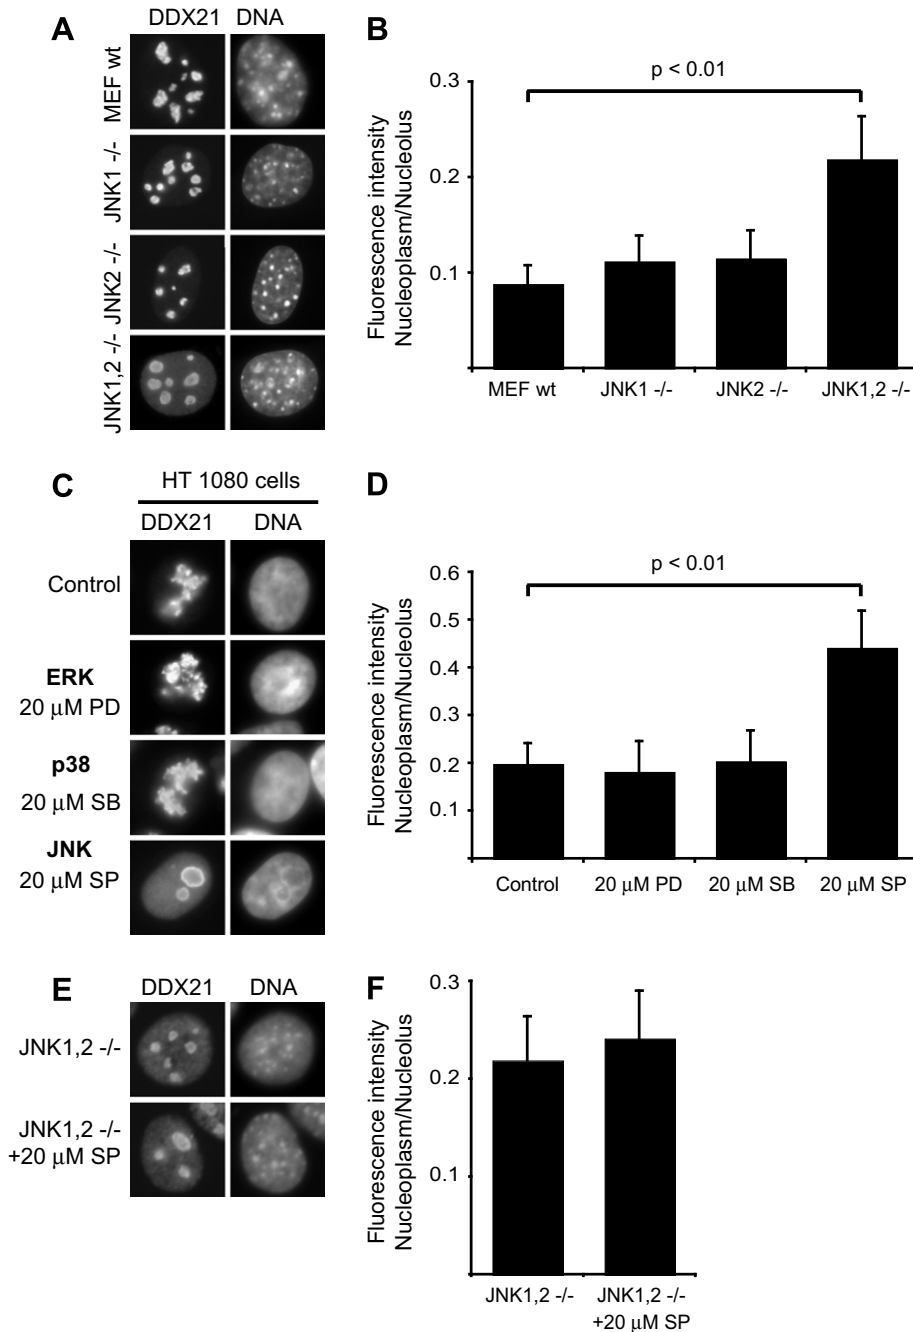 A
DDX21 DNA
MEF wt
JNK1 -/-
JNK2 -/-
JNK1,2 -/-
B
Fluorescence intensity
Nucleoplasm/Nucleolus
0.3
0.2
0.1
p < 0.01
MEF wt JNK1 -/- JNK2 -/- JNK1,2 -/-
C
HT 1080 cells
DDX21 DNA
Control
ERK
20 μM PD
p38
20 μM SB
JNK
20 μM SP
D
Fluorescence intensity
Nucleoplasm/Nucleolus
0.6
0.5
0.4
0.3
0.2
0.1
p < 0.01
Control 20 μM PD 20 μM SB 20 μM SP
E
DDX21 DNA
JNK1,2 -/-
JNK1,2 -/-
+20 μM SP
F
Fluorescence intensity
Nucleoplasm/Nucleolus
0.3
0.2
0.1
JNK1,2 -/- JNK1,2 -/-
+20 μM SP